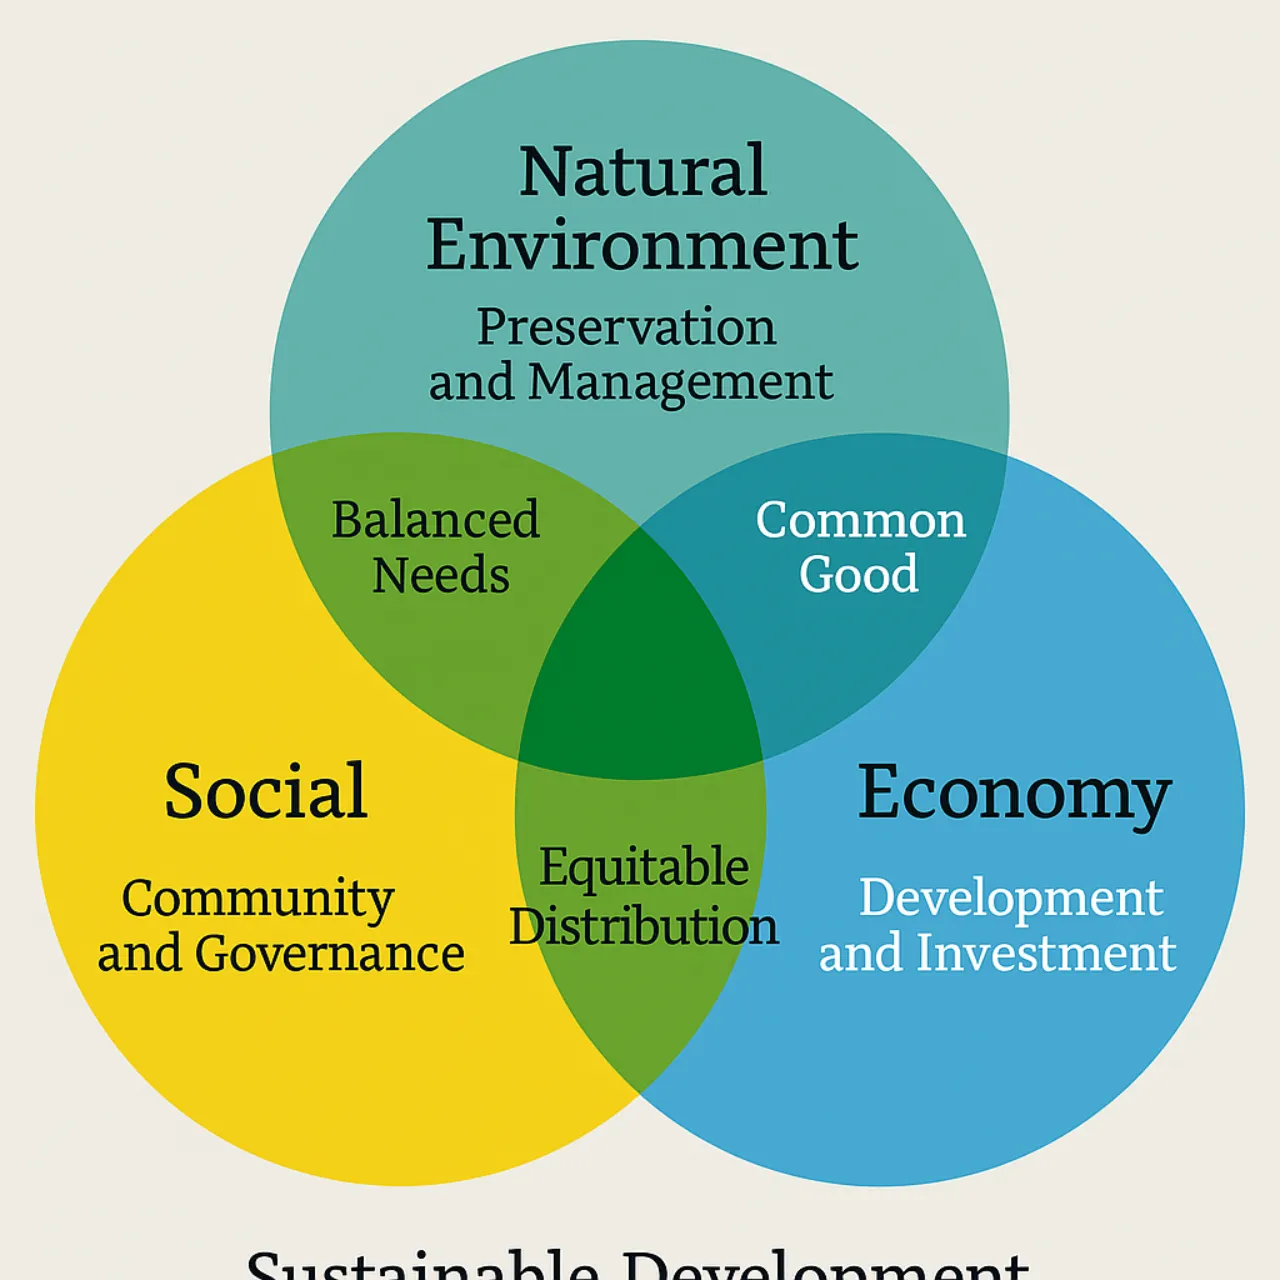 Natural
Environment
Preservation
and Management
Balanced
Needs
Common
Good
Social
Community
and Governance
Equitable
Distribution
Economy
Development
and Investment
Sustainable Development